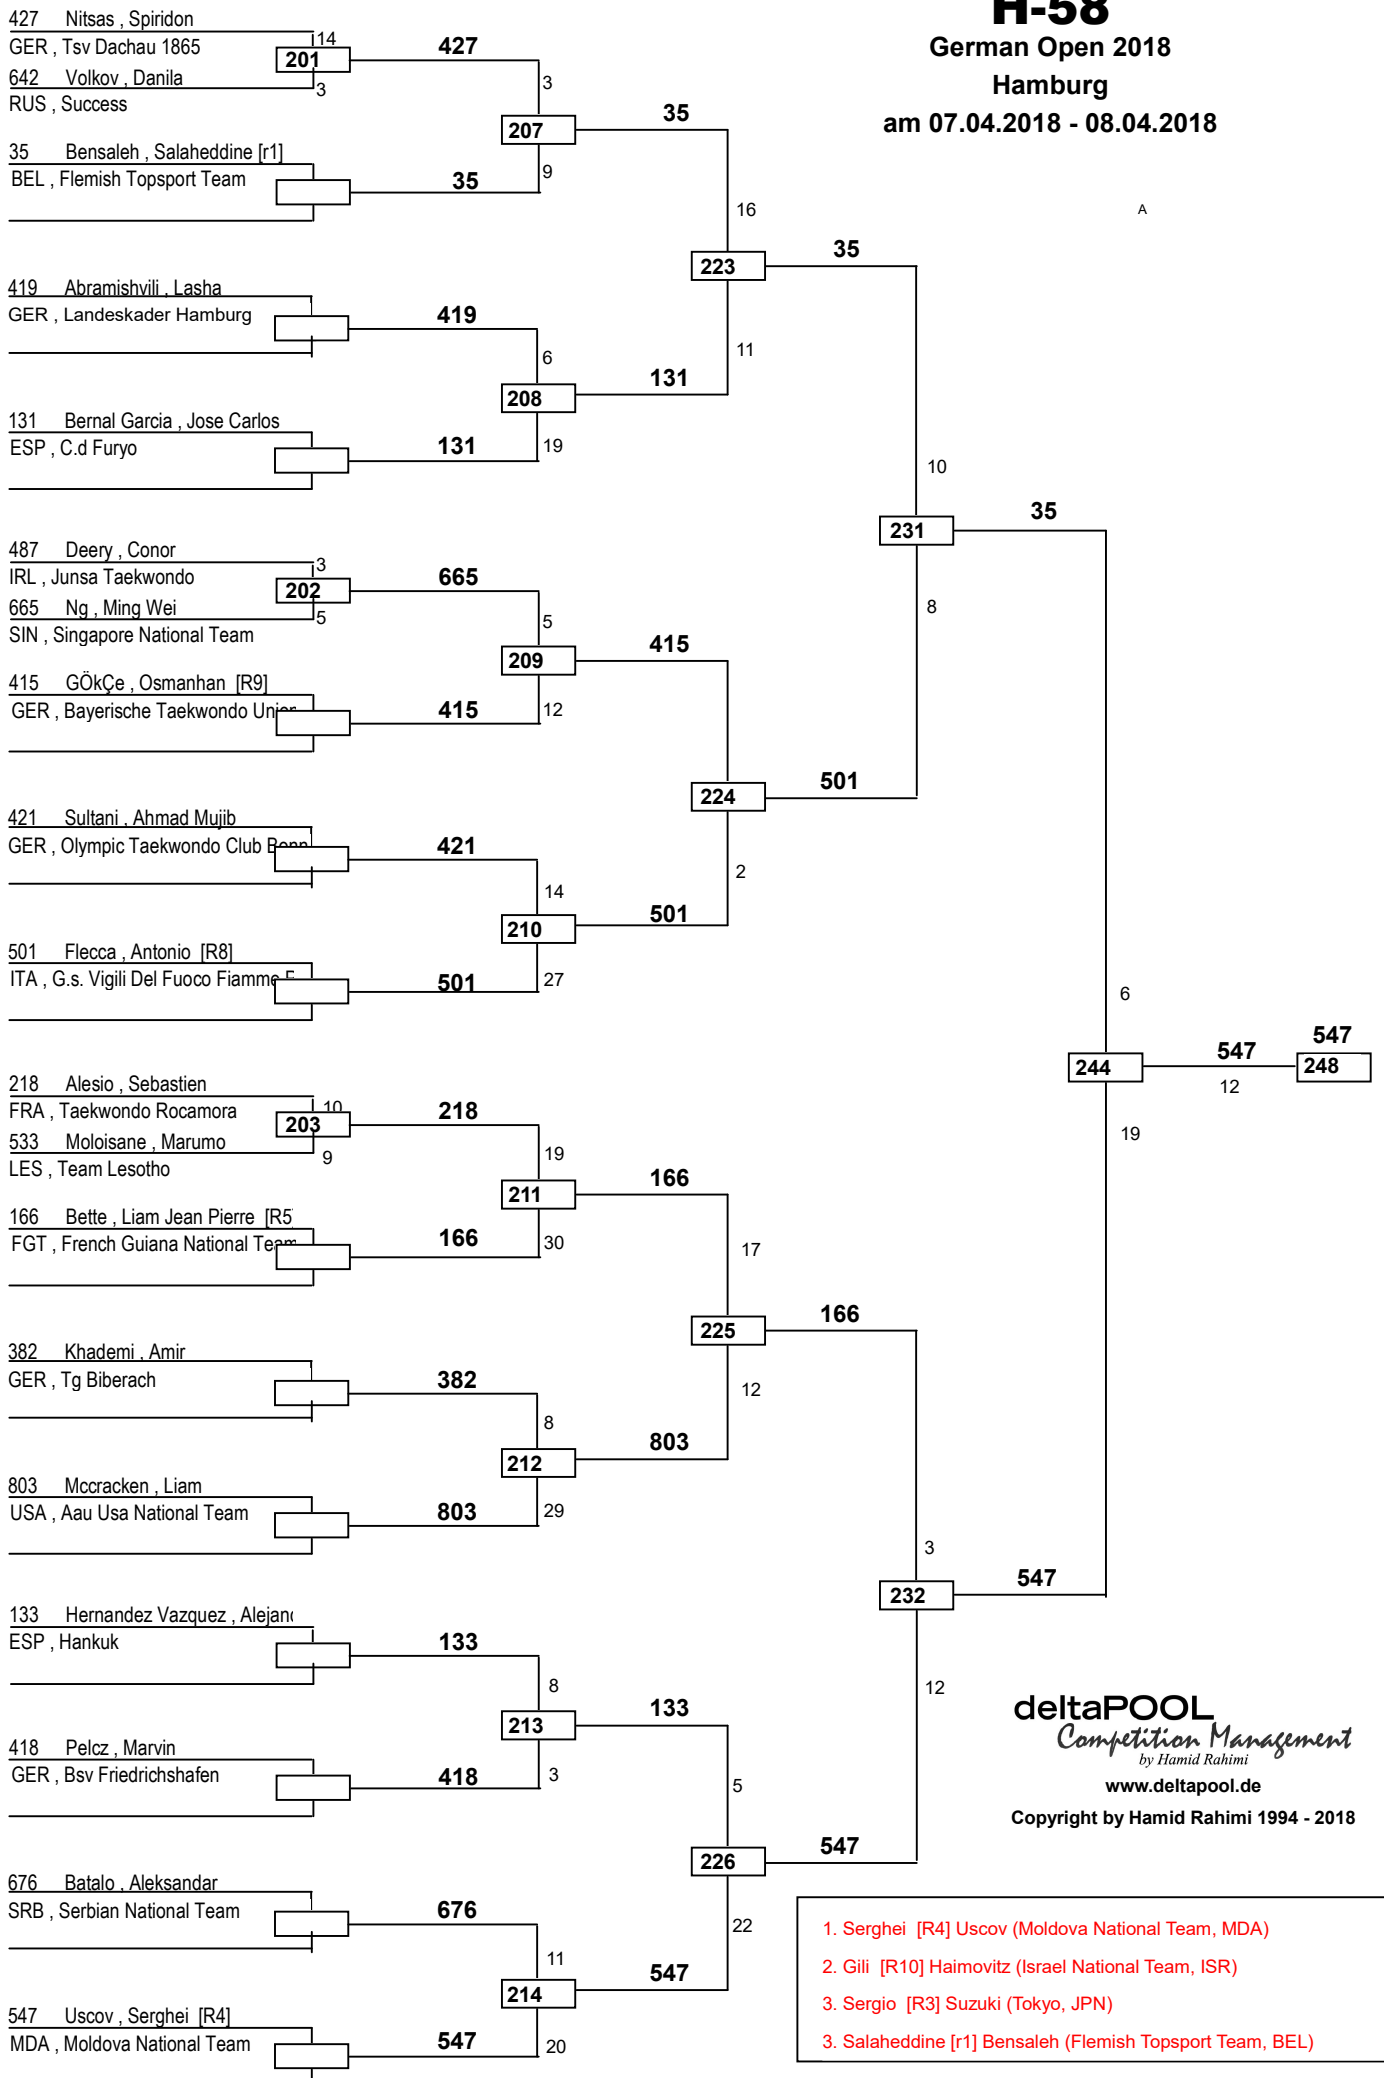 H-58
German Open 2018
Hamburg
am 07.04.2018 - 08.04.2018
A
427 Nitsas , Spiridon
14
GER , Tsv Dachau 1865
201
427
642 Volkov , Danila
3
3
RUS , Success
35
207
35 Bensaleh , Salaheddine [r1]
BEL , Flemish Topsport Team
35
9
16
35
223
419 Abramishvili , Lasha
GER , Landeskader Hamburg
419
11
6
131
208
131 Bernal Garcia , Jose Carlos
ESP , C.d Furyo
131
19
10
35
231
487 Deery , Conor
3
IRL , Junsa Taekwondo
202
665
665 Ng , Ming Wei
5
5
8
SIN , Singapore National Team
415
209
415 GÖkÇe , Osmanhan [R9]
GER , Bayerische Taekwondo Union
415
12
501
224
421 Sultani , Ahmad Mujib
GER , Olympic Taekwondo Club Bonn
421
2
14
501
210
501 Flecca , Antonio [R8]
ITA , G.s. Vigili Del Fuoco Fiamme
501
27
6
547
547
244
248
12
218 Alesio , Sebastien
10
FRA , Taekwondo Rocamora
203
218
533 Moloisane , Marumo
9
19
19
LES , Team Lesotho
166
211
166 Bette , Liam Jean Pierre [R5
FGT , French Guiana National Team
166
30
17
166
225
382 Khademi , Amir
GER , Tg Biberach
382
12
8
803
212
803 Mccracken , Liam
USA , Aau Usa National Team
803
29
3
547
232
133 Hernandez Vazquez , Alejand
ESP , Hankuk
133
8
12
133
213
418 Pelcz , Marvin
GER , Bsv Friedrichshafen
418
3
5
547
226
676 Batalo , Aleksandar
SRB , Serbian National Team
676
22
11
547
214
547 Uscov , Serghei [R4]
MDA , Moldova National Team
547
20
deltaPOOL
Competition Management
by Hamid Rahimi
www.deltapool.de
Copyright by Hamid Rahimi 1994 - 2018
1. Serghei [R4] Uscov (Moldova National Team, MDA)
2. Gili [R10] Haimovitz (Israel National Team, ISR)
3. Sergio [R3] Suzuki (Tokyo, JPN)
3. Salaheddine [r1] Bensaleh (Flemish Topsport Team, BEL)